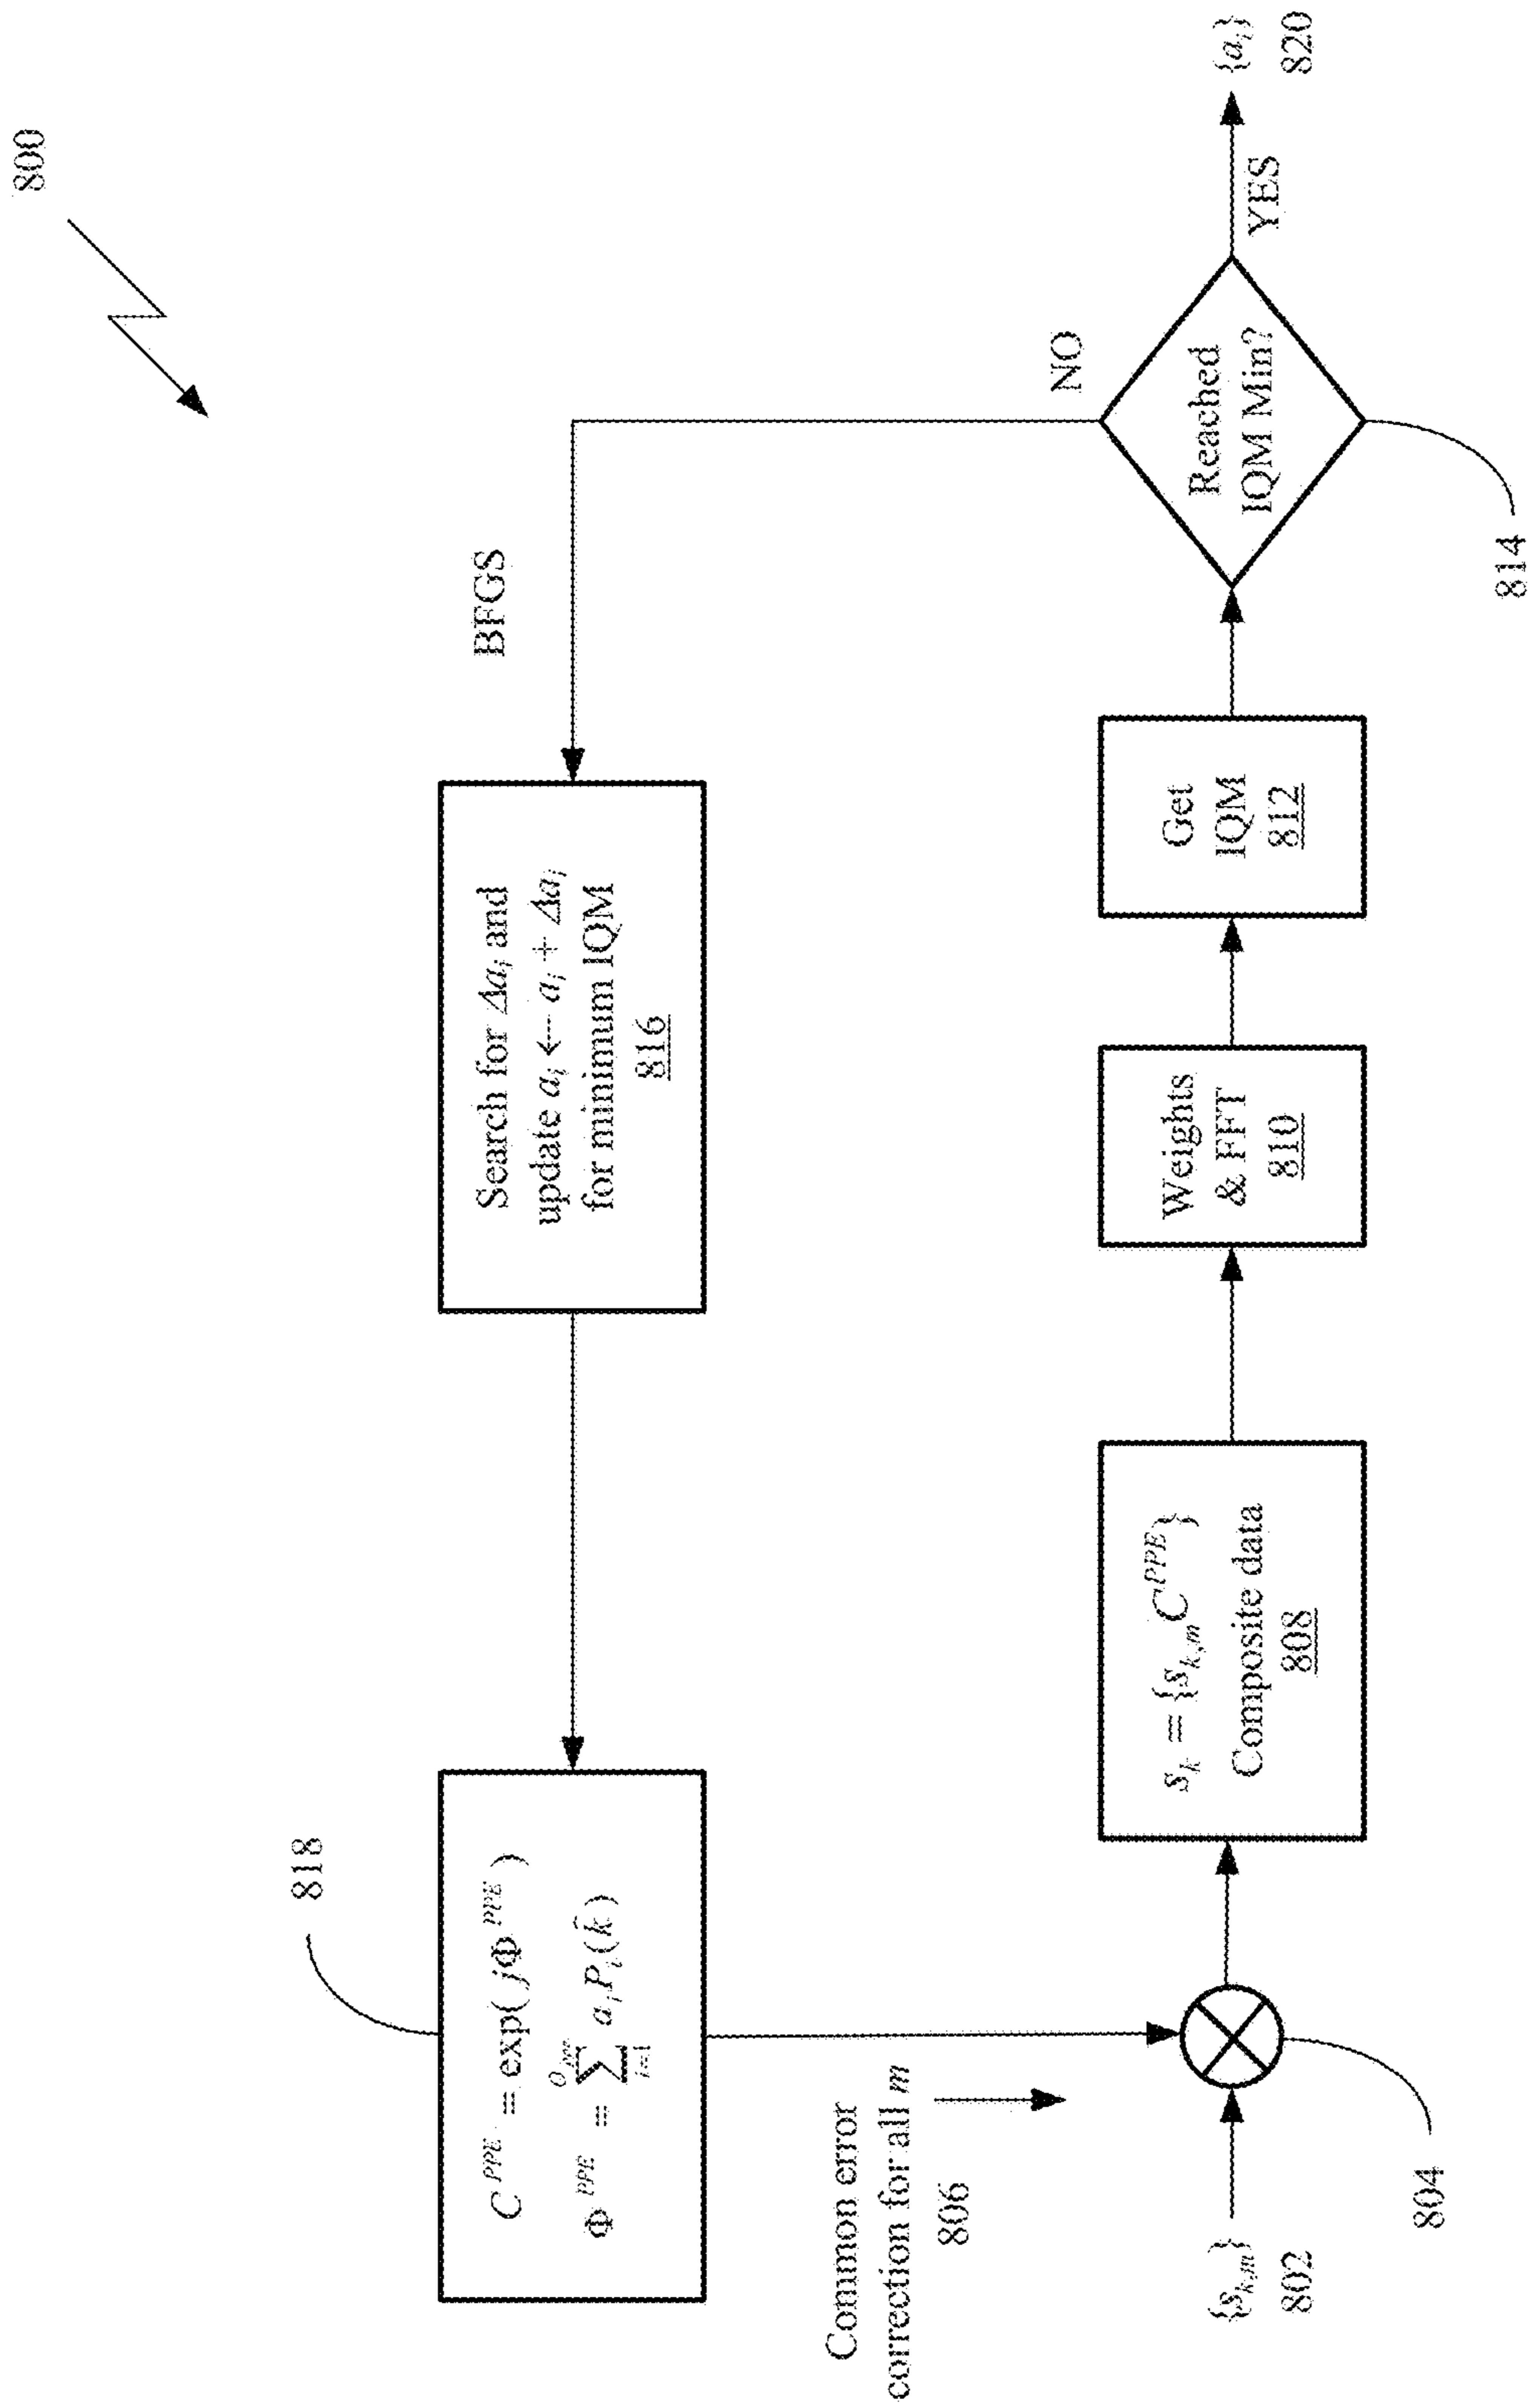 800
818
C^{PPE} = exp( jΦ^{PPE} )
Φ^{PPE} = \sum_{i=1}^{O_{ppe}} a_i P_i(\hat{k})
Search for Δa_i and
update a_i ← a_i + Δa_i
for minimum IQM
816
BFGS
NO
Common error
correction for all m
806
{s_{k,m}}
802
804
s_k = {s_{k,m} C^{PPE}}
Composite data
808
Weights
& FFT
810
Get
IQM
812
Reached
IQM Min?
814
YES
{a_i}
820